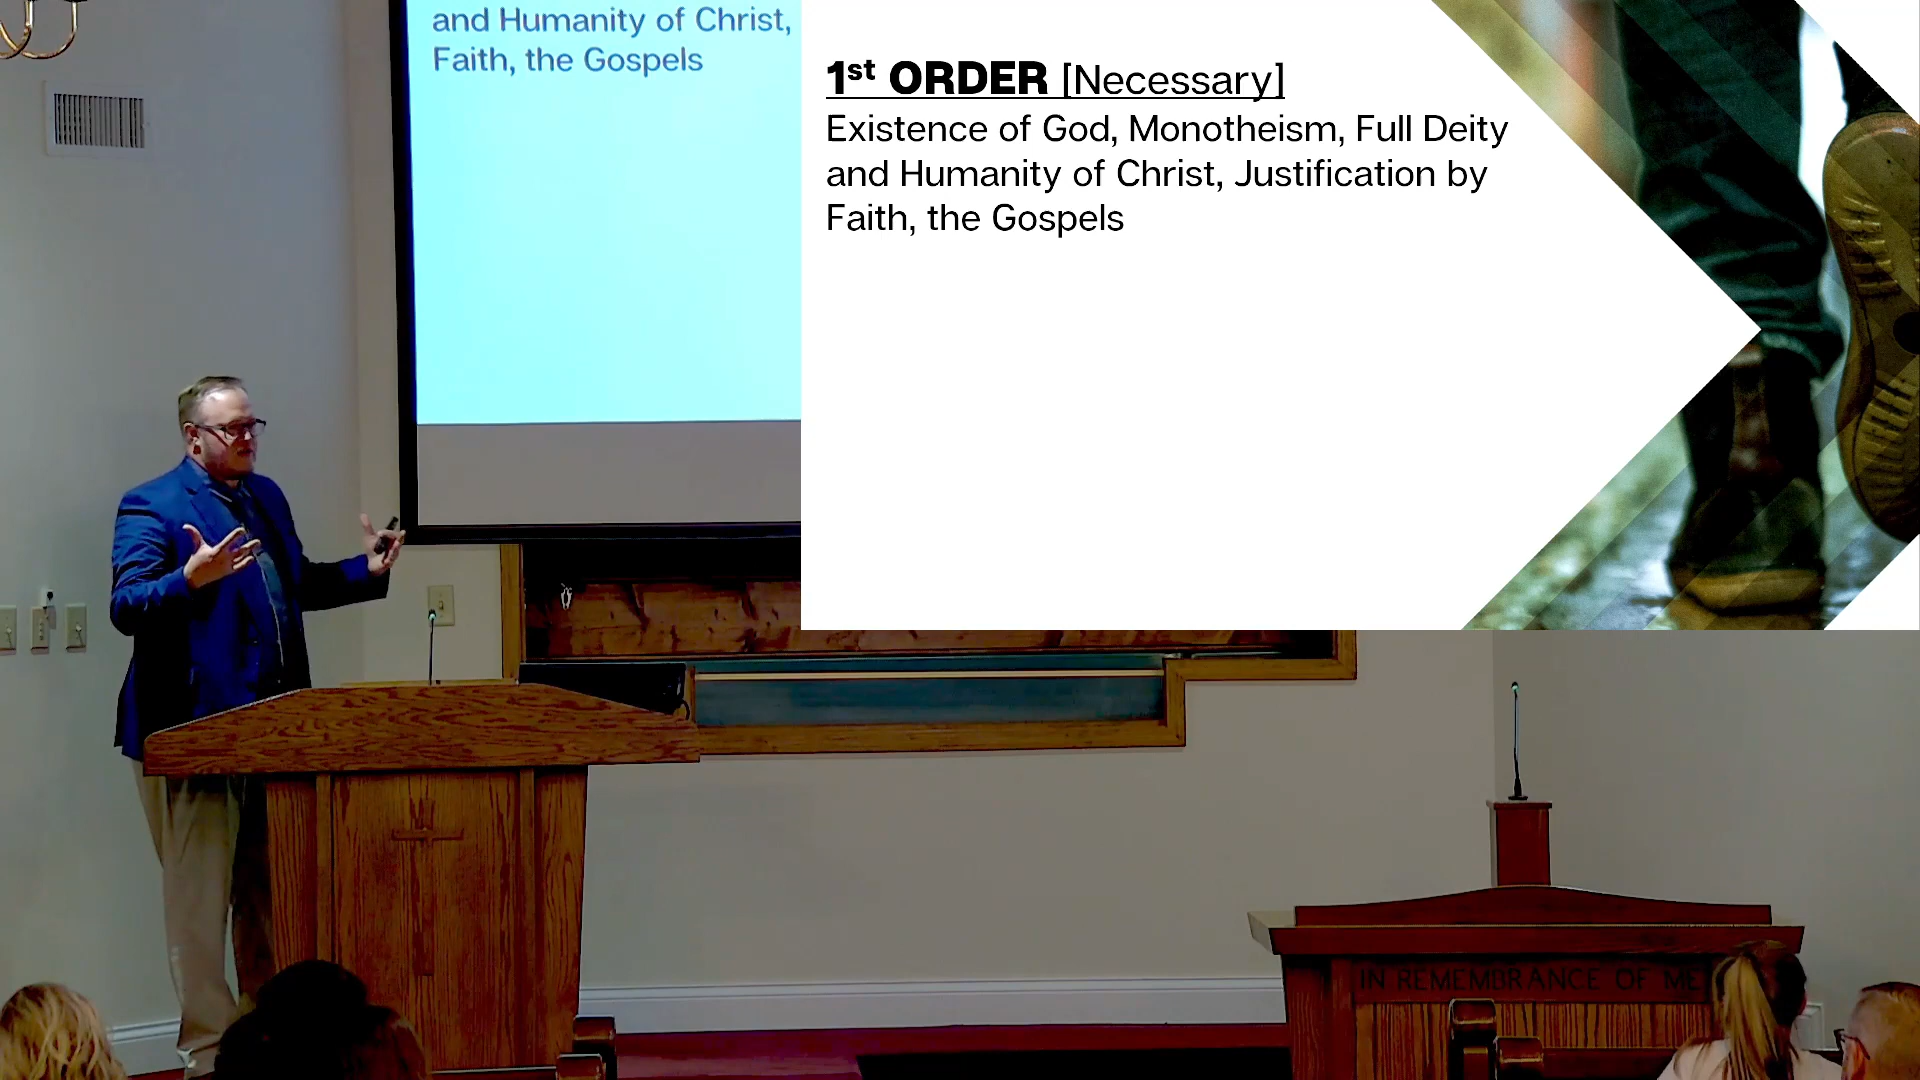 and Humanity of Christ,
Faith, the Gospels
1st ORDER [Necessary]
Existence of God, Monotheism, Full Deity
and Humanity of Christ, Justification by
Faith, the Gospels
IN REMEMBRANCE OF ME